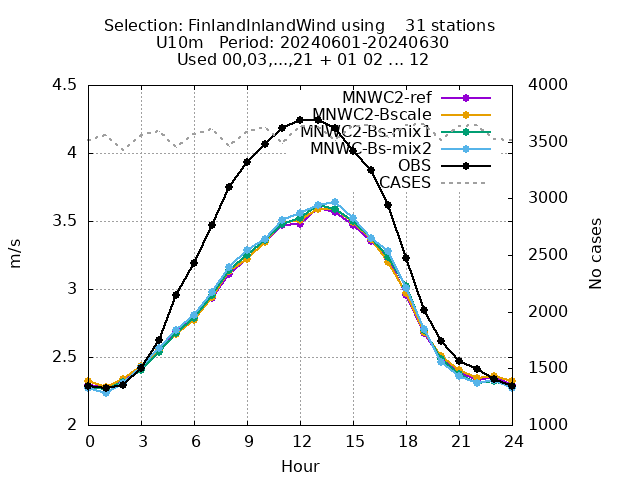 Selection: FinlandInlandWind using    31 stations
U10m   Period: 20240601-20240630
Used 00,03,...,21 + 01 02 ... 12
4.5
4
3.5
3
2.5
2
m/s
4000
3500
3000
2500
2000
1500
1000
No cases
MNWC2-ref
MNWC2-Bscale
MNWC2-Bs-mix1
MNWC-Bs-mix2
OBS
CASES
0 3 6 9 12 15 18 21 24
Hour